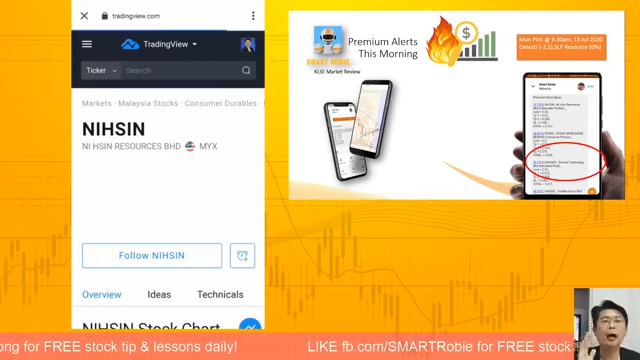 tradingview.com
TradingView
Ticker
Search
Markets · Malaysia Stocks · Consumer Durables ·
NIHSIN
NI HSIN RESOURCES BHD MYX
Follow NIHSIN
Overview Ideas Technicals
NIHSIN Stock Chart
SMART ROBIE
KLSE Market Review
Premium Alerts
This Morning
$
Mon Pick @ 9.30am, 13 Jul 2020
Omesti (-2.5),SLP Resource (0%)
Smart Robie
ong for FREE stock tip & lessons daily!
LIKE fb.com/SMARTRobie for FREE stock